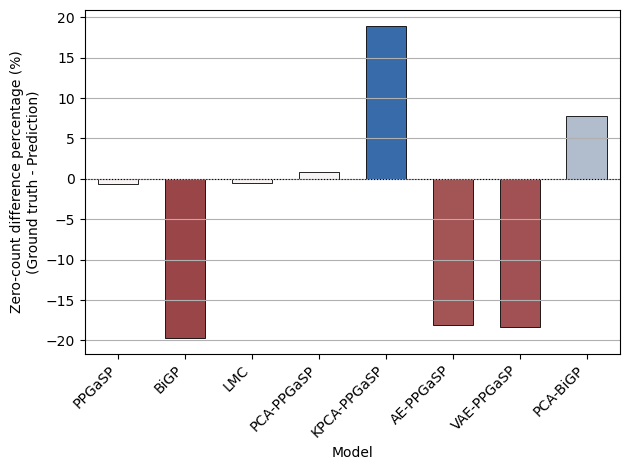 Zero-count difference percentage (%)
(Ground truth - Prediction)
20
15
10
5
0
−5
−10
−15
−20
PPGaSP
BiGP
LMC
PCA-PPGaSP
KPCA-PPGaSP
AE-PPGaSP
VAE-PPGaSP
PCA-BiGP
Model